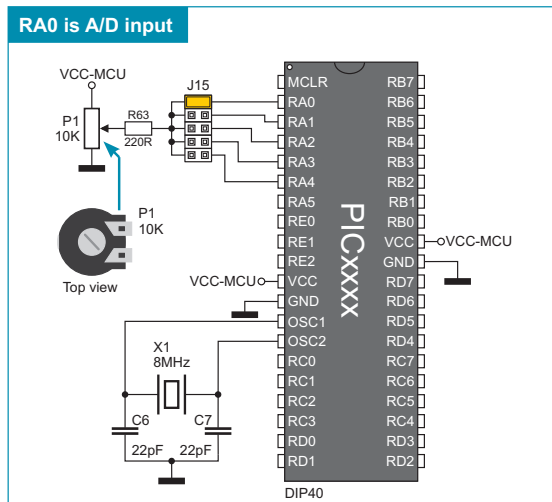 RA0 is A/D input
VCC-MCU
J15
P1
10K
R63
220R
P1
10K
Top view
VCC-MCU
X1
8MHz
C6
C7
22pF
22pF
MCLR
RA0
RA1
RA2
RA3
RA4
RA5
RE0
RE1
RE2
VCC
GND
OSC1
OSC2
RC0
RC1
RC2
RC3
RD0
RD1
PICXXXX
RB7
RB6
RB5
RB4
RB3
RB2
RB1
RB0
VCC
GND
RD7
RD6
RD5
RD4
RC7
RC6
RC5
RC4
RD3
RD2
VCC-MCU
DIP40